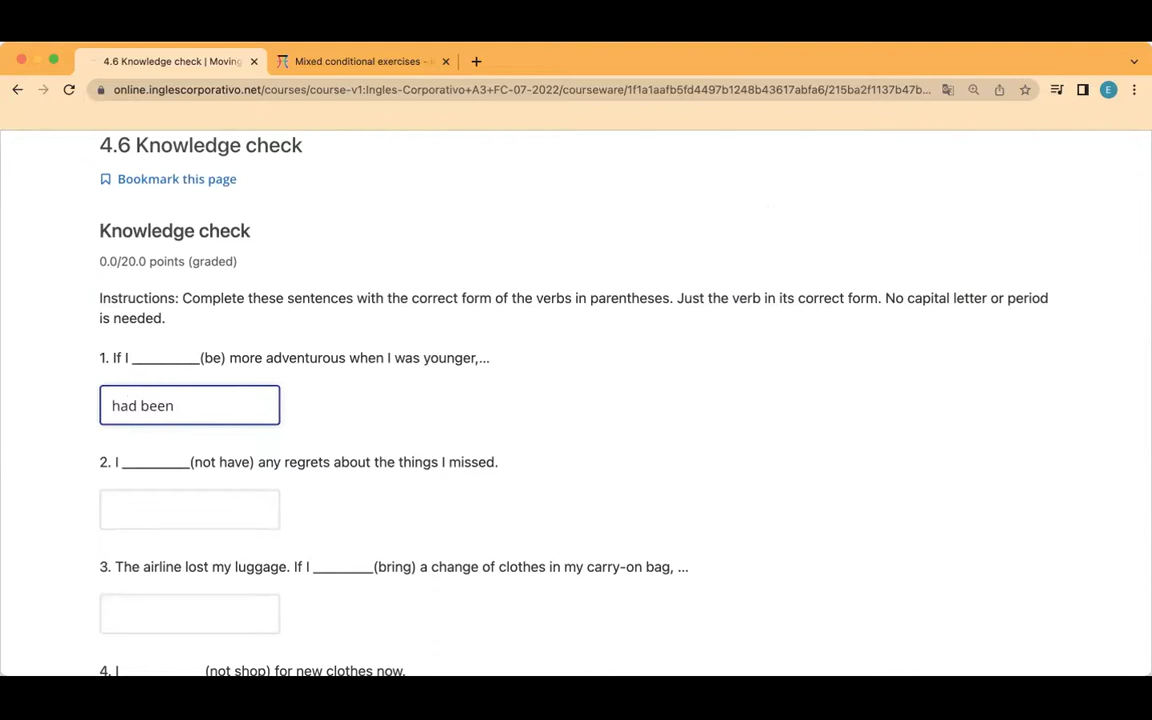 4.6 Knowledge check | Moving
Mixed conditional exercises -
online.inglescorporativo.net/courses/course-v1:Ingles-Corporativo+A3+FC-07-2022/courseware/1f1a1aafb5fd4497b1248b43617abfa6/215ba2f1137b47b...
E
4.6 Knowledge check
Bookmark this page
Knowledge check
0.0/20.0 points (graded)
Instructions: Complete these sentences with the correct form of the verbs in parentheses. Just the verb in its correct form. No capital letter or period
is needed.
1. If I __________(be) more adventurous when I was younger,...
had been
2. I __________(not have) any regrets about the things I missed.
3. The airline lost my luggage. If I _________(bring) a change of clothes in my carry-on bag, ...
4. I ____________ (not shop) for new clothes now.